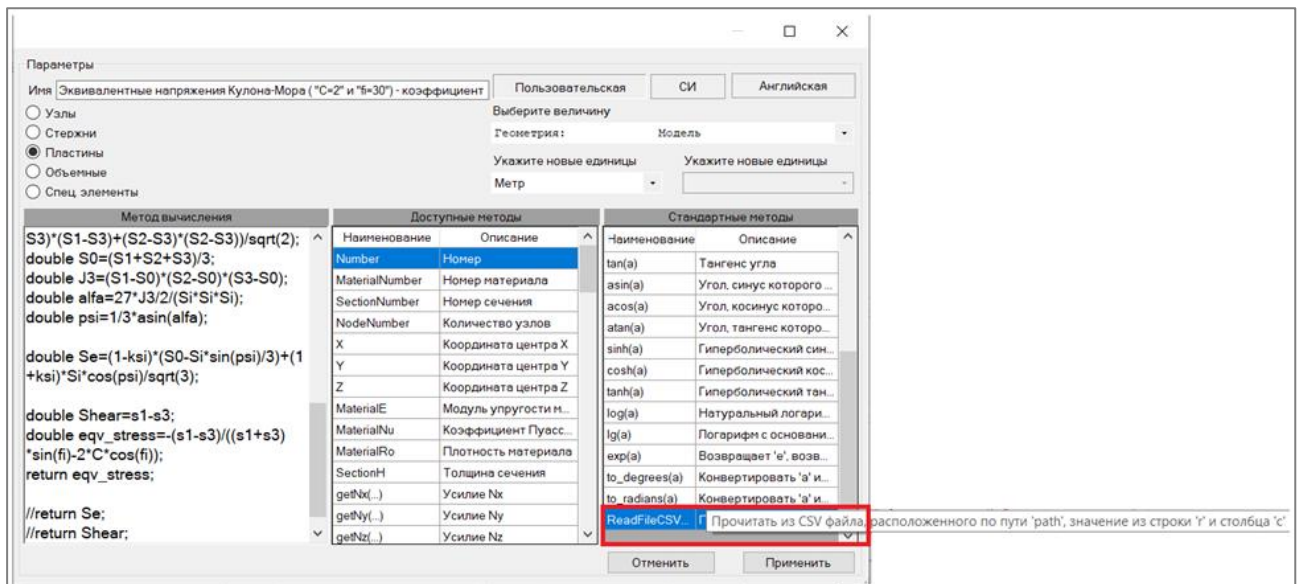 Параметры
Имя Эквивалентные напряжения Кулона-Мора ( "C=2" и "fi=30") - коэффициент
Пользовательская СИ Английская
Узлы
Стержни
Пластины
Объемные
Спец. элементы
Выберите величину
Геометрия: Модель
Укажите новые единицы Укажите новые единицы
Метр
Метод вычисления
S3)*(S1-S3)+(S2-S3)*(S2-S3))/sqrt(2);
double S0=(S1+S2+S3)/3;
double J3=(S1-S0)*(S2-S0)*(S3-S0);
double alfa=27*J3/2/(Si*Si*Si);
double psi=1/3*asin(alfa);
double Se=(1-ksi)*(S0-Si*sin(psi)/3)+(1
+ksi)*Si*cos(psi)/sqrt(3);
double Shear=s1-s3;
double eqv_stress=-(s1-s3)/((s1+s3)
*sin(fi)-2*C*cos(fi));
return eqv_stress;
//return Se;
//return Shear;
Доступные методы
Наименование Описание
Number Номер
MaterialNumber Номер материала
SectionNumber Номер сечения
NodeNumber Количество узлов
X Координата центра X
Y Координата центра Y
Z Координата центра Z
MaterialE Модуль упругости м...
MaterialNu Коэффициент Пуасс...
MaterialRo Плотность материала
SectionH Толщина сечения
getNx(...) Усилие Nx
getNy(...) Усилие Ny
getNz(...) Усилие Nz
Стандартные методы
Наименование Описание
tan(a) Тангенс угла
asin(a) Угол, синус которого ...
acos(a) Угол, косинус которо...
atan(a) Угол, тангенс которо...
sinh(a) Гиперболический син...
cosh(a) Гиперболический кос...
tanh(a) Гиперболический тан...
log(a) Натуральный логари...
lg(a) Логарифм с основани...
exp(a) Возвращает 'e', возв...
to_degrees(a) Конвертировать 'a' и...
to_radians(a) Конвертировать 'a' и...
ReadFileCSV... П
Прочитать из CSV файла, расположенного по пути 'path', значение из строки 'r' и столбца 'c'
Отменить Применить